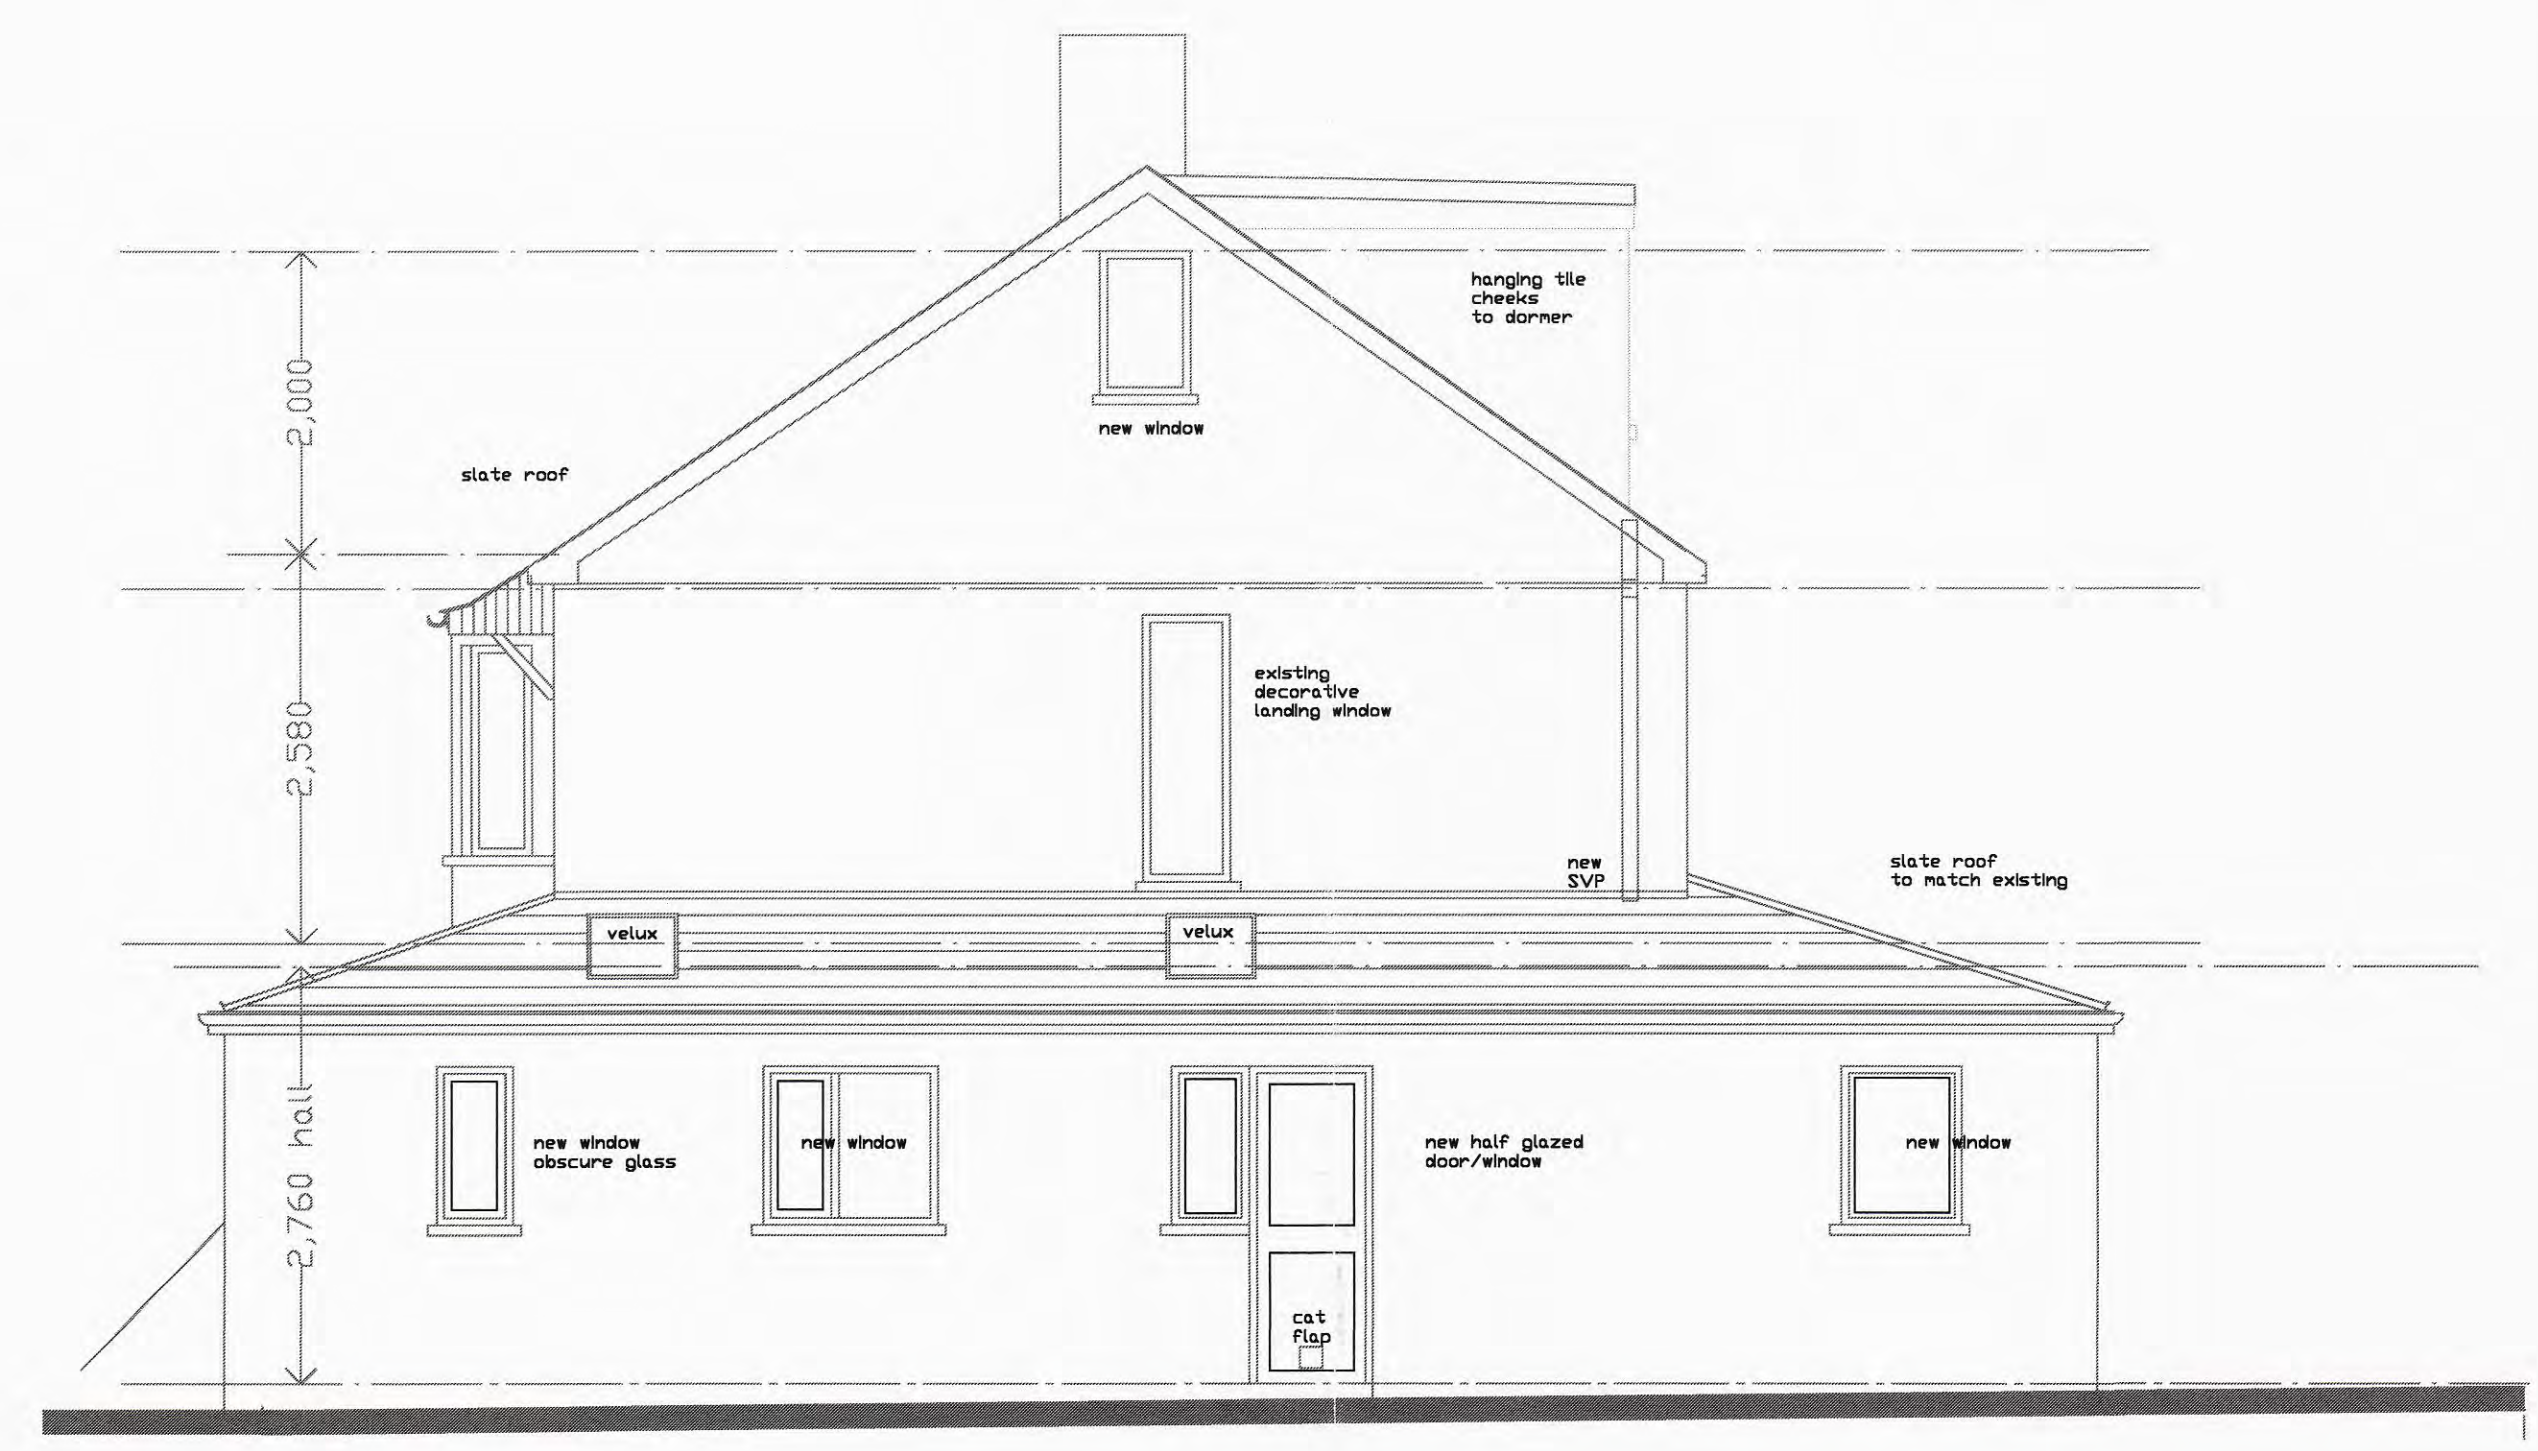 hanging tile
cheeks
to dormer
2,000
new window
slate roof
existing
decorative
landing window
2,580
new
SVP
slate roof
to match existing
velux
velux
2,760 hall
new window
obscure glass
new window
new half glazed
door/window
new window
cat
flap